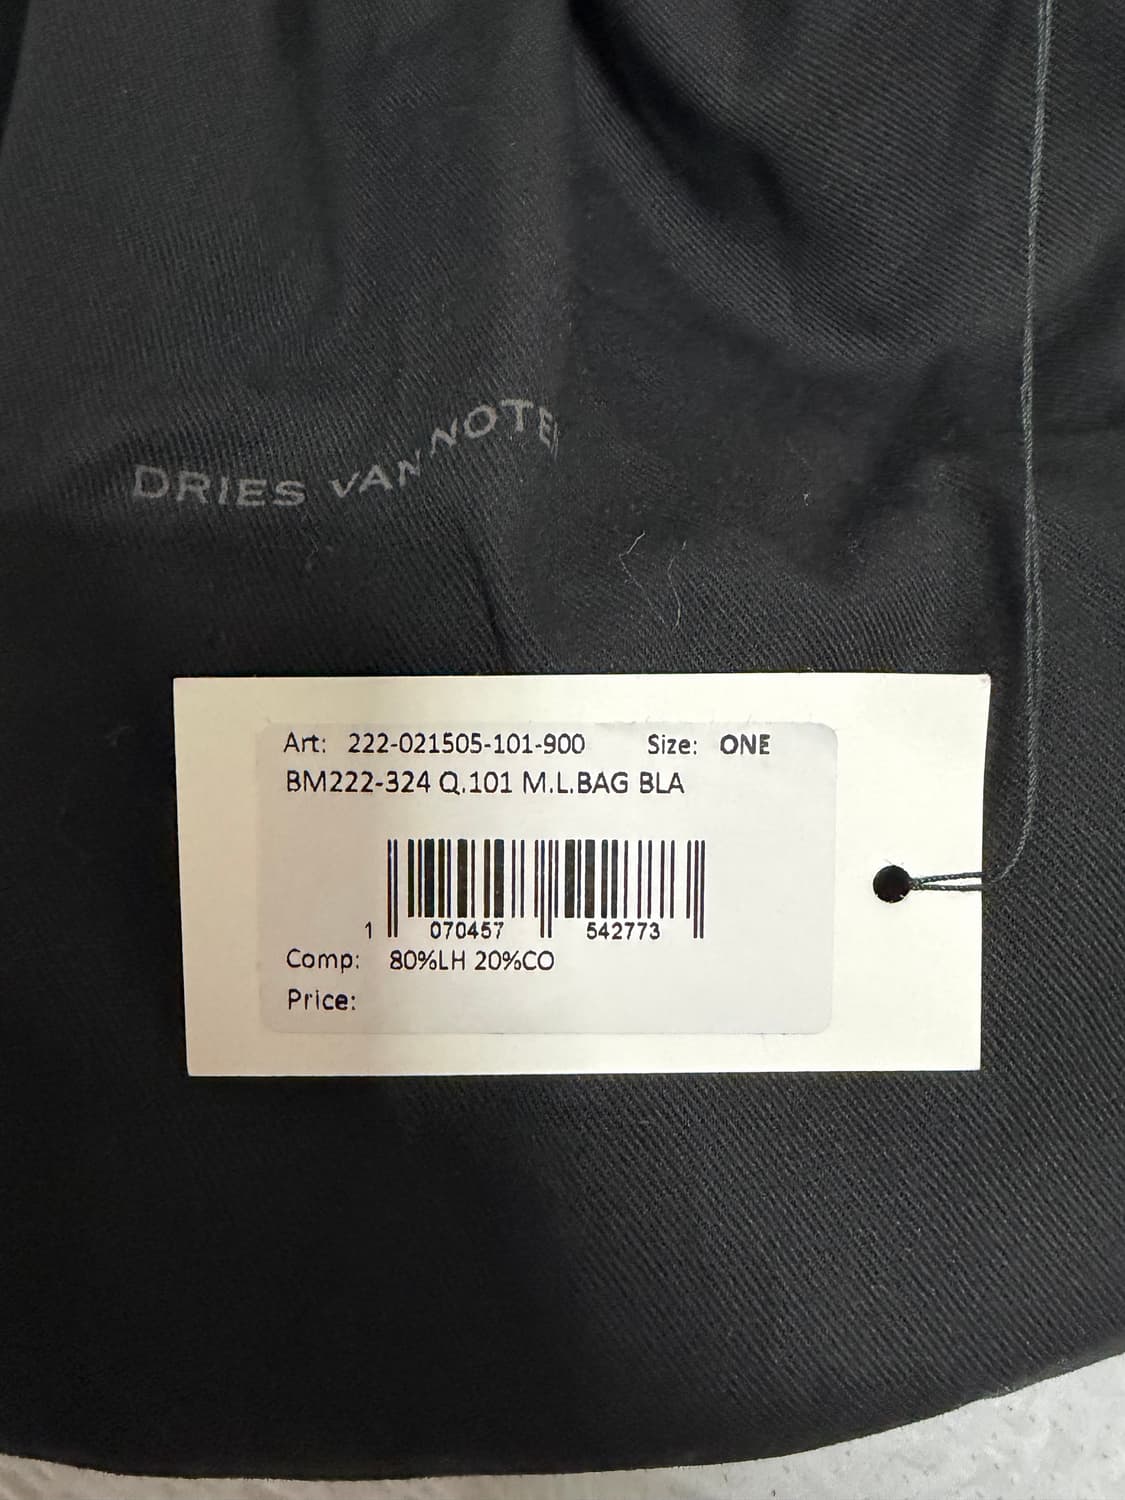 DRIES VAN NOTEN
Art: 222-021505-101-900 Size: ONE
BM222-324 Q.101 M.L.BAG BLA
1 070457 542773
Comp: 80%LH 20%CO
Price: